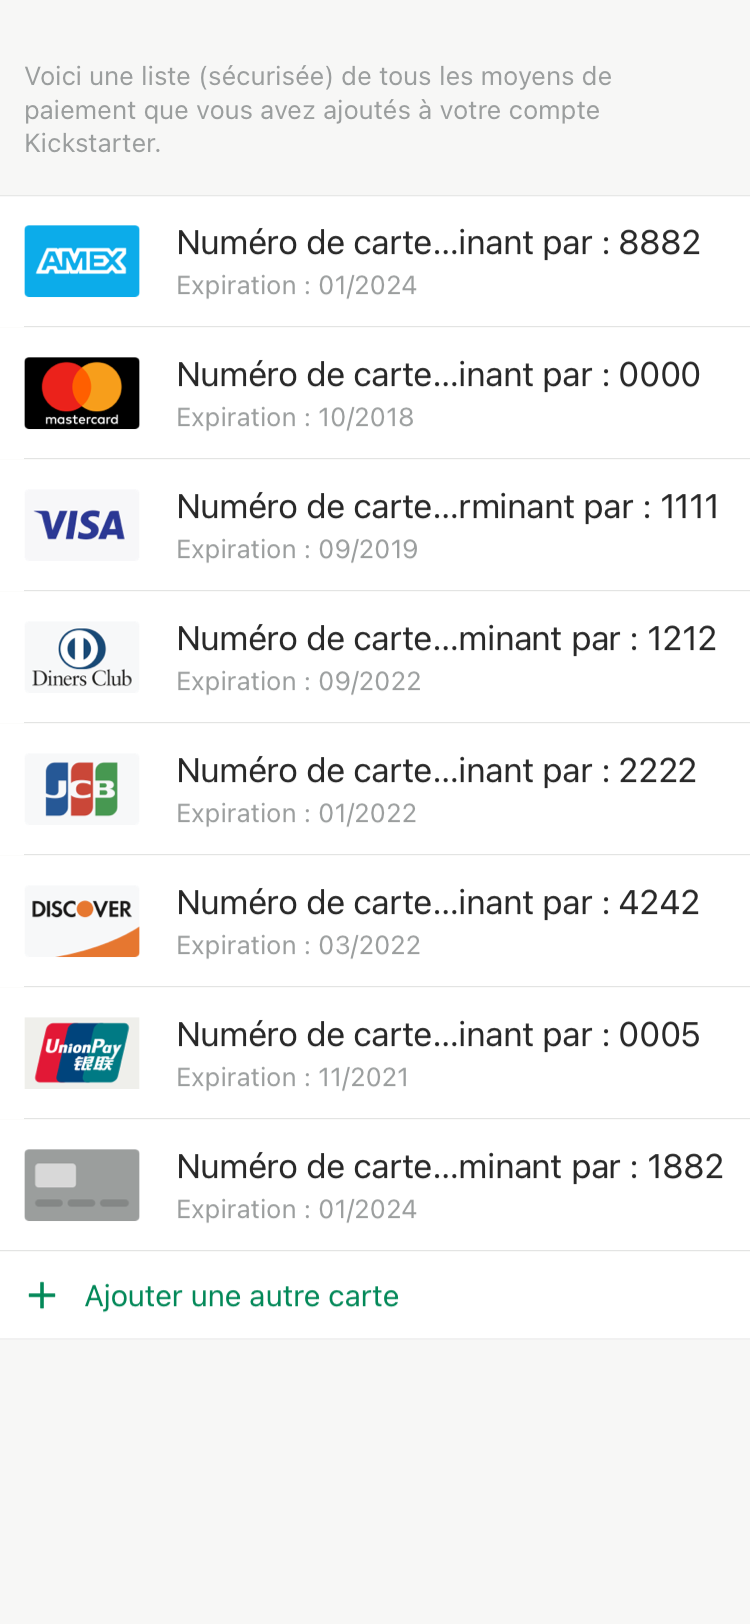 Voici une liste (sécurisée) de tous les moyens de
paiement que vous avez ajoutés à votre compte
Kickstarter.
AMEX
Numéro de carte...inant par : 8882
Expiration : 01/2024
mastercard
Numéro de carte...inant par : 0000
Expiration : 10/2018
VISA
Numéro de carte...rminant par : 1111
Expiration : 09/2019
Diners Club
Numéro de carte...minant par : 1212
Expiration : 09/2022
JCB
Numéro de carte...inant par : 2222
Expiration : 01/2022
DISCOVER
Numéro de carte...inant par : 4242
Expiration : 03/2022
UnionPay
银联
Numéro de carte...inant par : 0005
Expiration : 11/2021
Numéro de carte...minant par : 1882
Expiration : 01/2024
+ Ajouter une autre carte